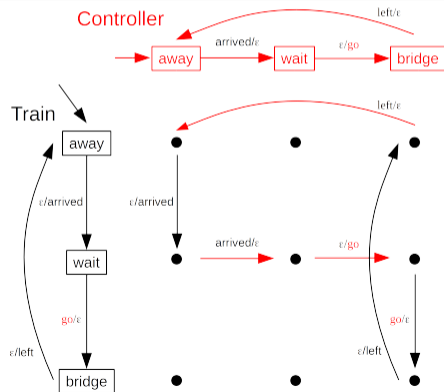 Controller
left/ε
away
arrived/ε
wait
ε/go
bridge
Train
left/ε
away
ε/arrived
ε/arrived
wait
arrived/ε
ε/go
go/ε
go/ε
ε/left
ε/left
bridge